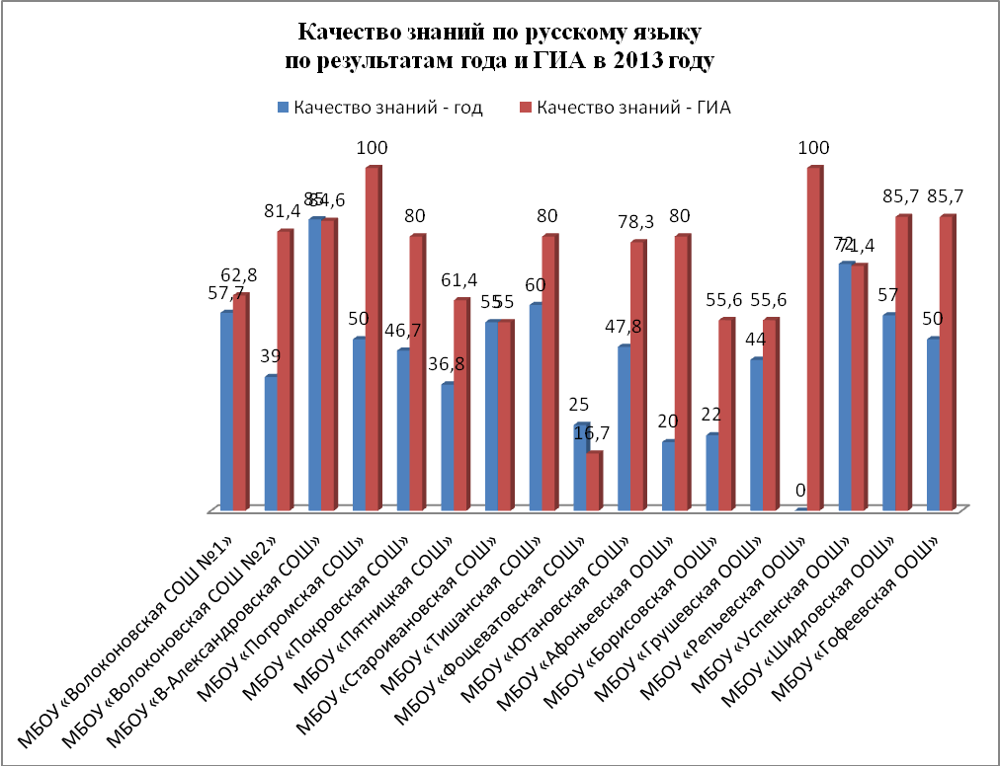 Качество знаний по русскому языку
по результатам года и ГИА в 2013 году
Качество знаний - год Качество знаний - ГИА
57,7 62,8
39 81,4
85 84,6
50 100
46,7 80
36,8 61,4
55 55
60 80
25 16,7
47,8 78,3
20 80
22 55,6
44 55,6
0 100
72 71,4
57 85,7
50 85,7
МБОУ «Волоконовская СОШ №1»
МБОУ «Волоконовская СОШ №2»
МБОУ «В-Александровская СОШ»
МБОУ «Погромская СОШ»
МБОУ «Покровская СОШ»
МБОУ «Пятницкая СОШ»
МБОУ «Староивановская СОШ»
МБОУ «Тишанская СОШ»
МБОУ «Фощеватовская СОШ»
МБОУ «Ютановская СОШ»
МБОУ «Афоньевская ООШ»
МБОУ «Борисовская ООШ»
МБОУ «Грушевская ООШ»
МБОУ «Репьевская ООШ»
МБОУ «Успенская ООШ»
МБОУ «Шидловская ООШ»
МБОУ «Гофеевская ООШ»